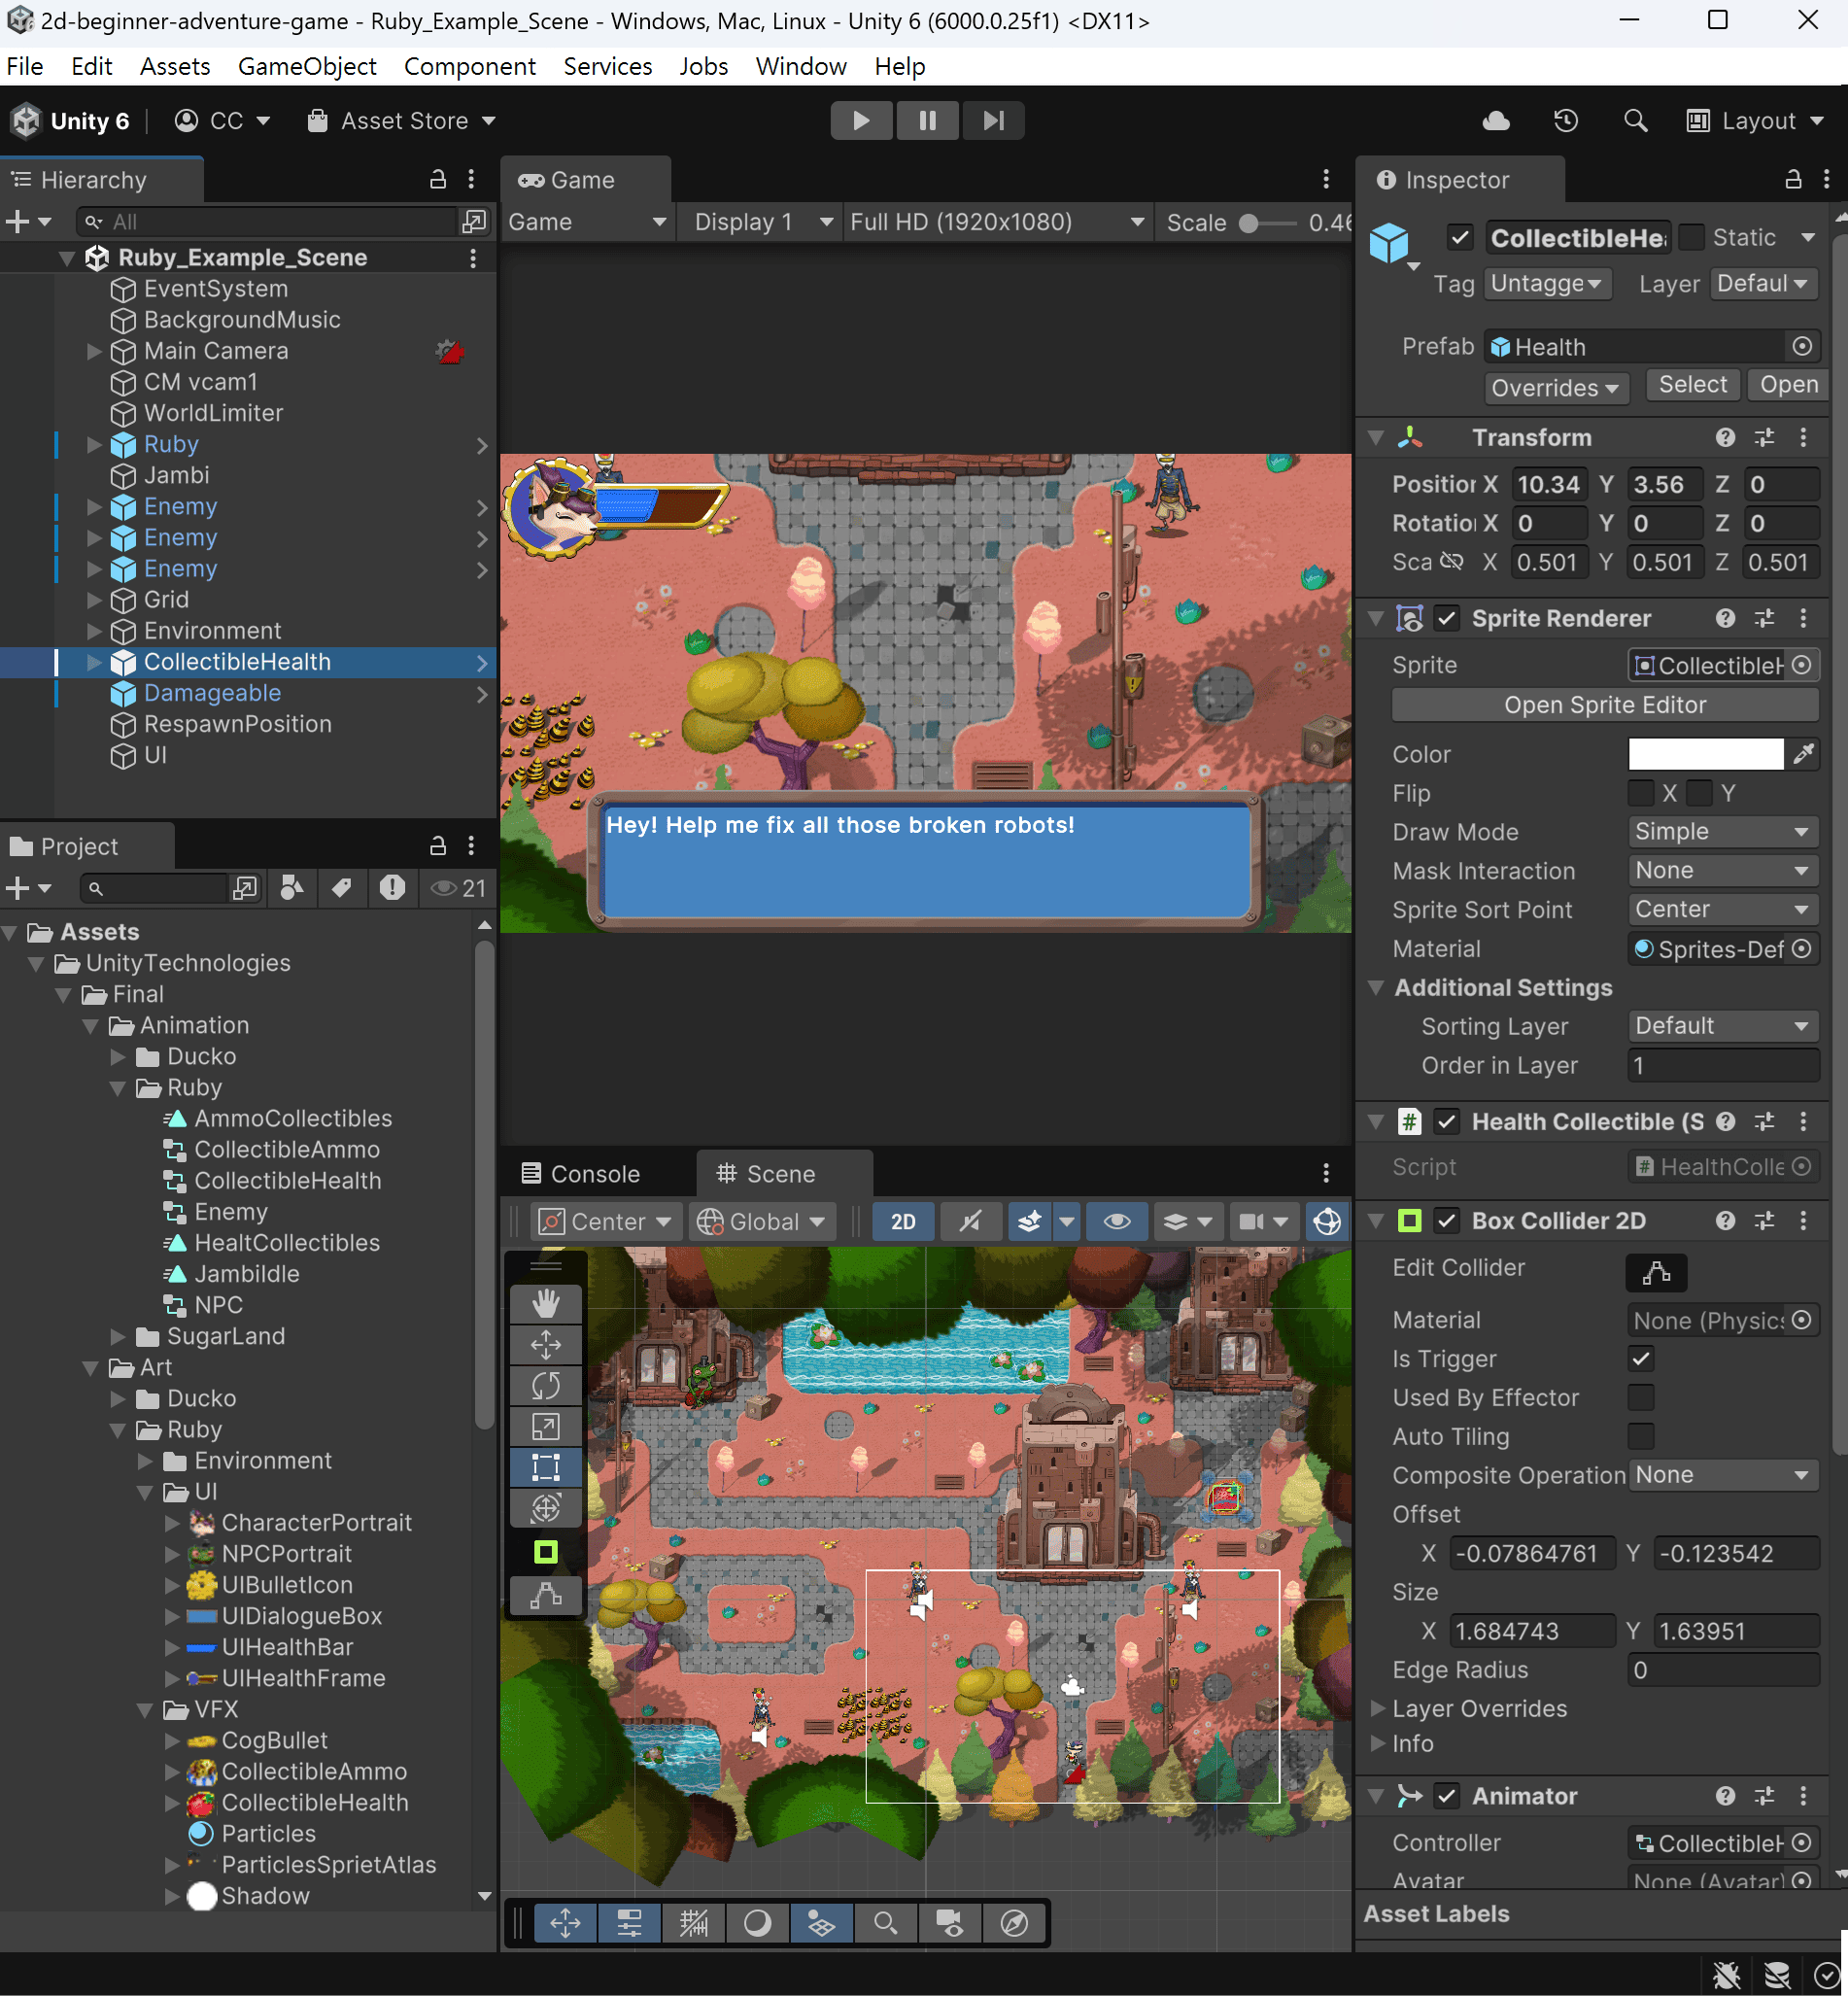 2d-beginner-adventure-game - Ruby_Example_Scene - Windows, Mac, Linux - Unity 6 (6000.0.25f1) <DX11>
File Edit Assets GameObject Component Services Jobs Window Help
Unity 6 CC Asset Store Layout
Hierarchy
All
Ruby_Example_Scene
EventSystem
BackgroundMusic
Main Camera
CM vcam1
WorldLimiter
Ruby
Jambi
Enemy
Enemy
Enemy
Grid
Environment
CollectibleHealth
Damageable
RespawnPosition
UI
Project
21
Assets
UnityTechnologies
Final
Animation
Ducko
Ruby
AmmoCollectibles
CollectibleAmmo
CollectibleHealth
Enemy
HealtCollectibles
JambiIdle
NPC
SugarLand
Art
Ducko
Ruby
Environment
UI
CharacterPortrait
NPCPortrait
UIBulletIcon
UIDialogueBox
UIHealthBar
UIHealthFrame
VFX
CogBullet
CollectibleAmmo
CollectibleHealth
Particles
ParticlesSprietAtlas
Shadow
Game
Game Display 1 Full HD (1920x1080) Scale 0.46
Hey! Help me fix all those broken robots!
Console Scene
Center Global 2D
Inspector
CollectibleHea Static
Tag Untagge Layer Defaul
Prefab Health
Overrides Select Open
Transform
Position X 10.34 Y 3.56 Z 0
Rotatio X 0 Y 0 Z 0
Sca X 0.501 Y 0.501 Z 0.501
Sprite Renderer
Sprite CollectibleH
Open Sprite Editor
Color
Flip X Y
Draw Mode Simple
Mask Interaction None
Sprite Sort Point Center
Material Sprites-Def
Additional Settings
Sorting Layer Default
Order in Layer 1
Health Collectible (S
Script # HealthColle
Box Collider 2D
Edit Collider
Material None (Physics
Is Trigger
Used By Effector
Auto Tiling
Composite Operation None
Offset
X -0.07864761 Y -0.123542
Size
X 1.684743 Y 1.63951
Edge Radius 0
Layer Overrides
Info
Animator
Controller CollectibleH
Avatar None (Avatar)
Asset Labels